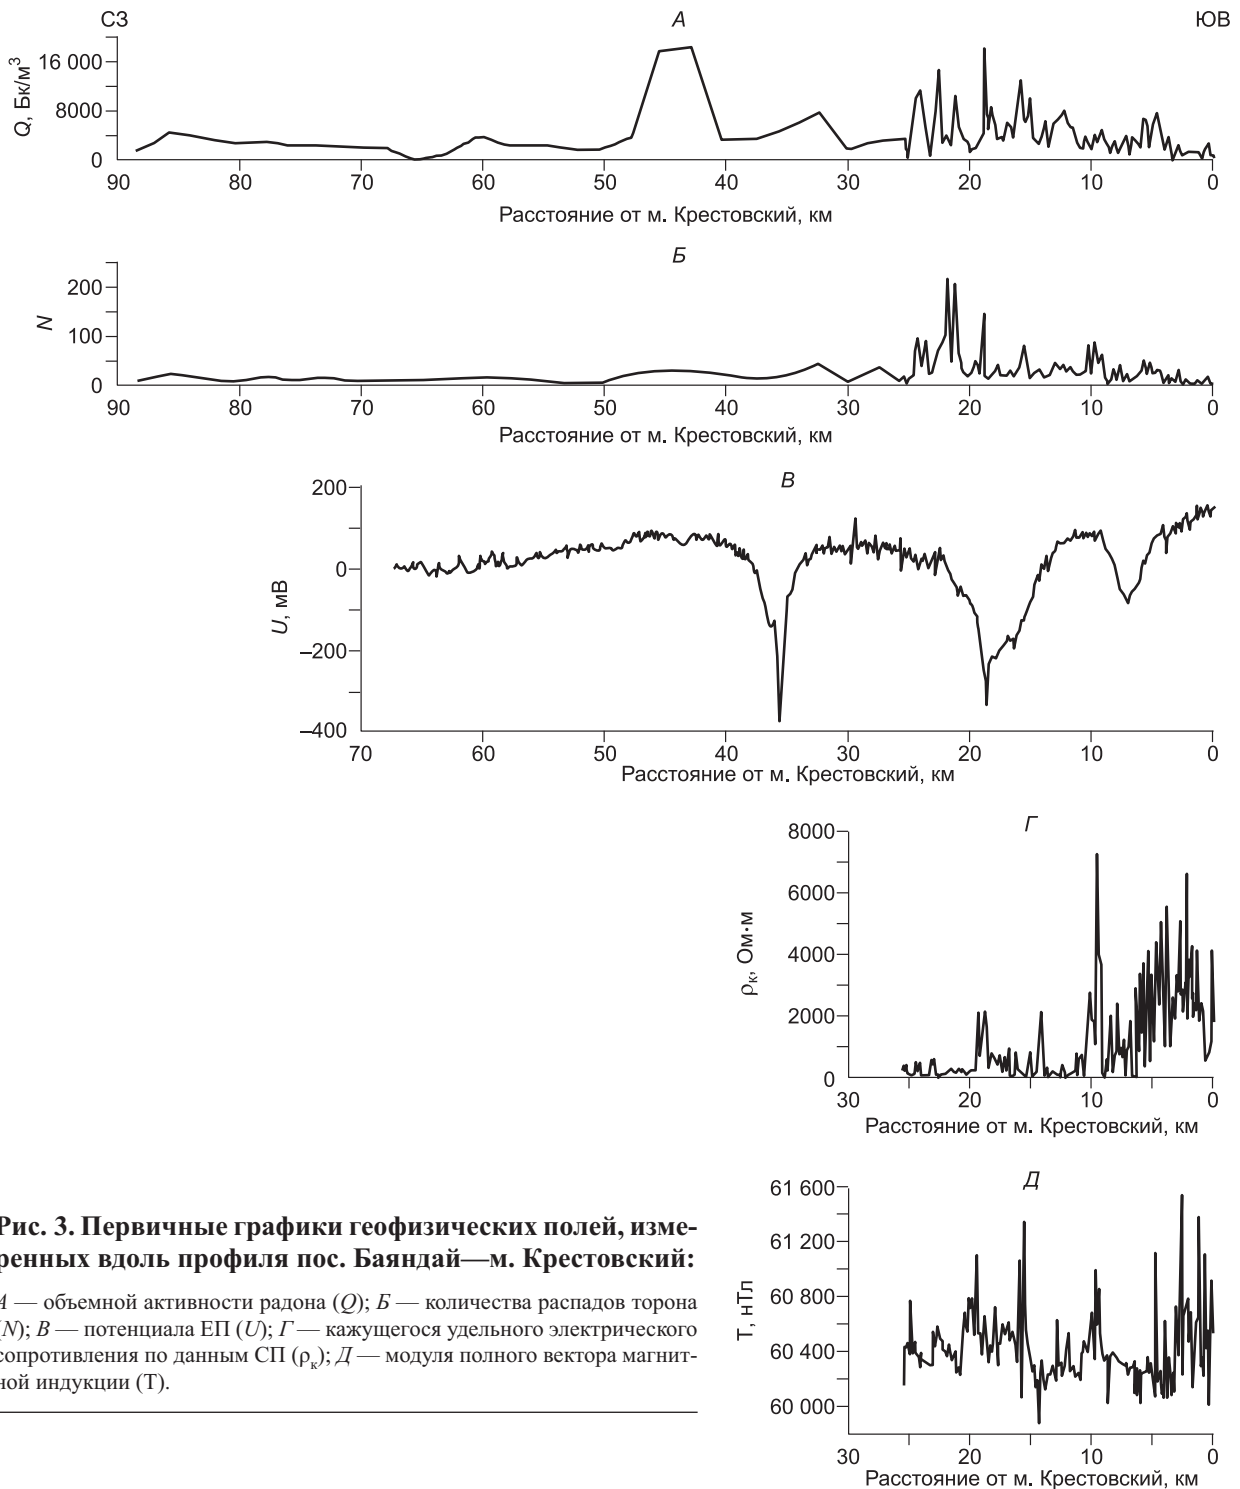 СЗ А ЮВ
Q, Бк/м³
16 000
8000
0
90 80 70 60 50 40 30 20 10 0
Расстояние от м. Крестовский, км
Б
N
200
100
0
90 80 70 60 50 40 30 20 10 0
Расстояние от м. Крестовский, км
В
U, мВ
200
0
–200
–400
70 60 50 40 30 20 10 0
Расстояние от м. Крестовский, км
Г
ρк, Ом·м
8000
6000
4000
2000
0
30 20 10 0
Расстояние от м. Крестовский, км
Д
Т, нТл
61 600
61 200
60 800
60 400
60 000
30 20 10 0
Расстояние от м. Крестовский, км
Рис. 3. Первичные графики геофизических полей, изме-
ренных вдоль профиля пос. Баяндай—м. Крестовский:
А — объемной активности радона (Q); Б — количества распадов торона
(N); В — потенциала ЕП (U); Г — кажущегося удельного электрического
сопротивления по данным СП (ρк); Д — модуля полного вектора магнит-
ной индукции (Т).